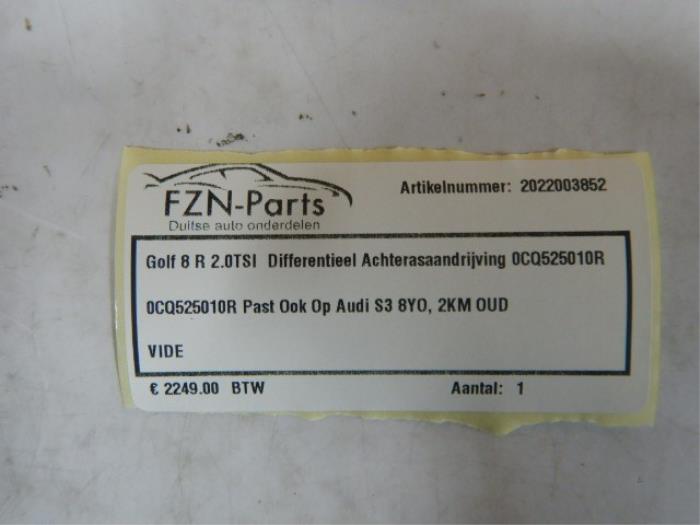 Artikelnummer: 2022003852
FZN-Parts
Duitse auto onderdelen
Golf 8 R 2.0TSI Differentieel Achterasaandrijving 0CQ525010R
0CQ525010R Past Ook Op Audi S3 8YO, 2KM OUD
VIDE
€ 2249.00 BTW Aantal: 1